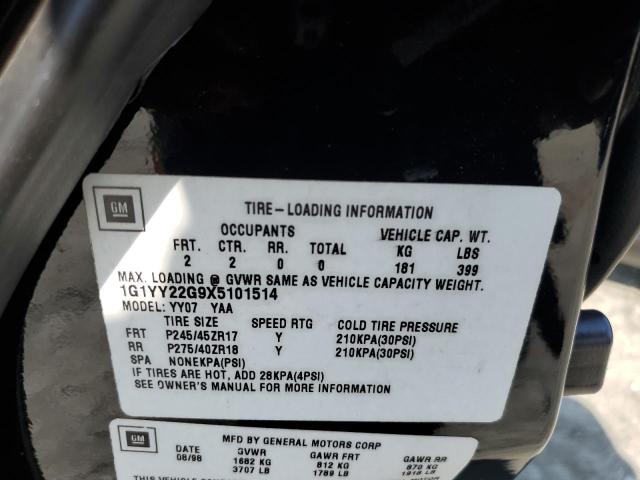 GM
TIRE-LOADING INFORMATION
OCCUPANTS VEHICLE CAP. WT.
FRT. CTR. RR. TOTAL KG LBS
2 2 0 0 181 399
MAX. LOADING @ GVWR SAME AS VEHICLE CAPACITY WEIGHT.
1G1YY22G9X5101514
MODEL: YY07 YAA
TIRE SIZE SPEED RTG COLD TIRE PRESSURE
FRT P245/45ZR17 Y 210KPA(30PSI)
RR P275/40ZR18 Y 210KPA(30PSI)
SPA NONEKPA(PSI)
IF TIRES ARE HOT, ADD 28KPA(4PSI)
SEE OWNER'S MANUAL FOR MORE INFORMATION
GM
MFD BY GENERAL MOTORS CORP
DATE GVWR GAWR FRT GAWR RR
08/98 1682 KG 812 KG 870 KG
3707 LB 1789 LB 1918 LB